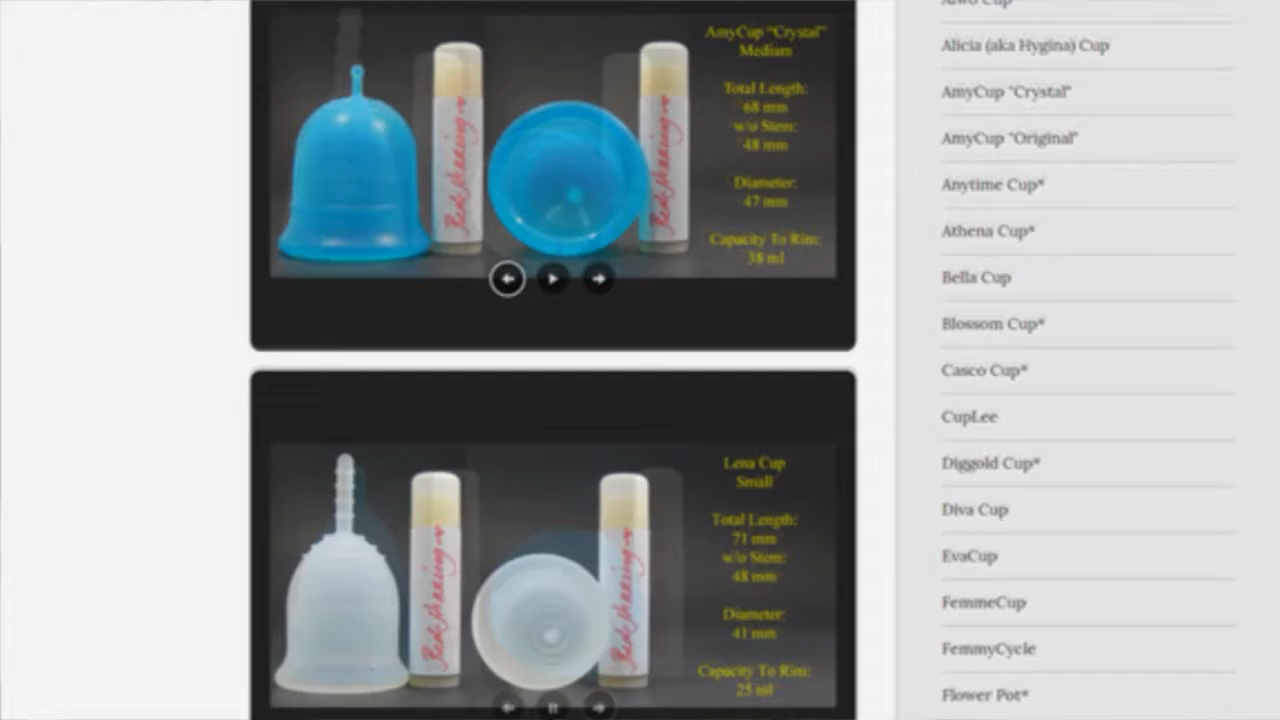 AmyCup "Crystal"
Medium
Total Length:
68 mm
w/o Stem:
48 mm
Diameter:
47 mm
Capacity To Rim:
38 ml
Lena Cup
Small
Total Length:
71 mm
w/o Stem:
48 mm
Diameter:
41 mm
Capacity To Rim:
25 ml
Alicia (aka Hygina) Cup
AmyCup "Crystal"
AmyCup "Original"
Anytime Cup*
Athena Cup*
Bella Cup
Blossom Cup*
Casco Cup*
CupLee
Diggold Cup*
Diva Cup
EvaCup
FemmeCup
FemmyCycle
Flower Pot*